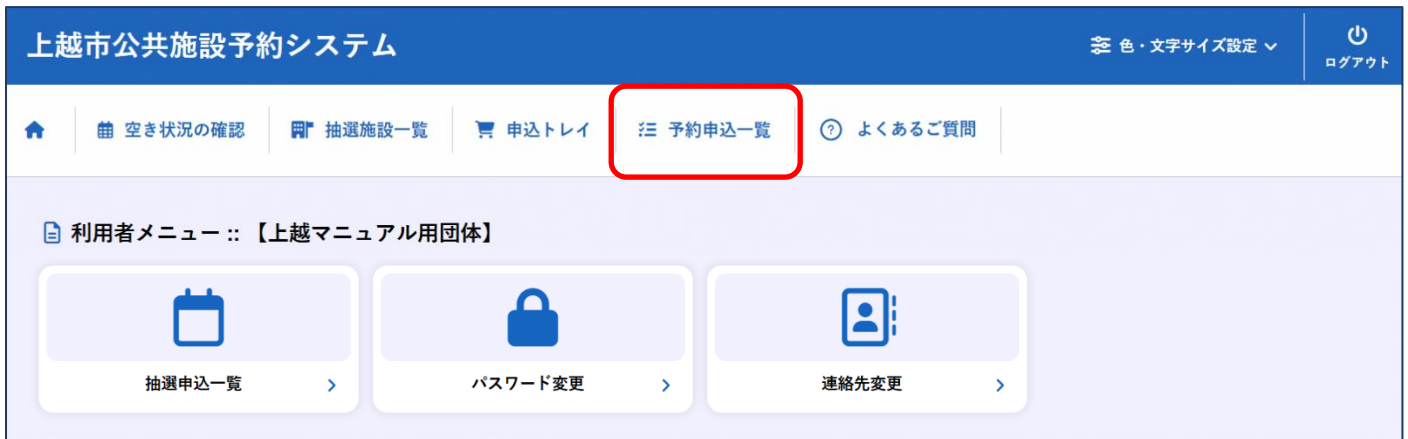 上越市公共施設予約システム
色・文字サイズ設定
ログアウト
空き状況の確認
抽選施設一覧
申込トレイ
予約申込一覧
? よくあるご質問
利用者メニュー :: 【上越マニュアル用団体】
抽選申込一覧
パスワード変更
連絡先変更